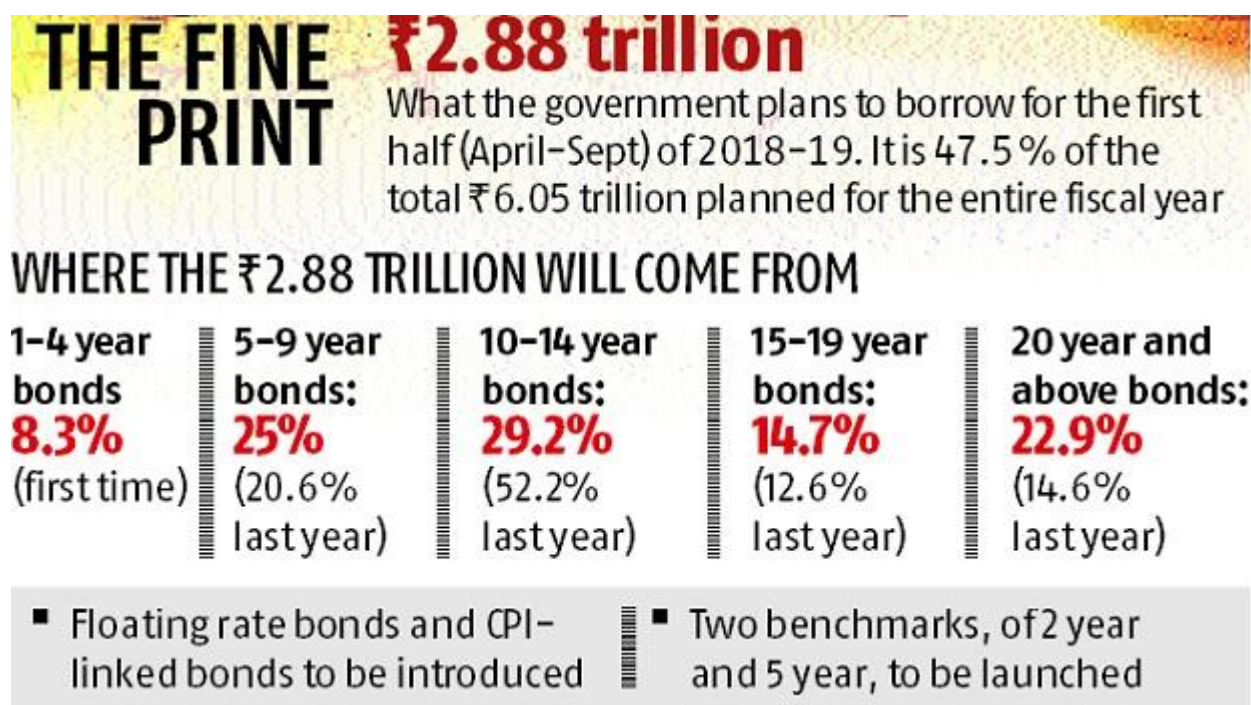 THE FINE
PRINT
₹2.88 trillion
What the government plans to borrow for the first
half (April–Sept) of 2018–19. It is 47.5% of the
total ₹6.05 trillion planned for the entire fiscal year
WHERE THE ₹2.88 TRILLION WILL COME FROM
1–4 year
bonds
8.3%
(first time)
5–9 year
bonds:
25%
(20.6%
last year)
10–14 year
bonds:
29.2%
(52.2%
last year)
15–19 year
bonds:
14.7%
(12.6%
last year)
20 year and
above bonds:
22.9%
(14.6%
last year)
■ Floating rate bonds and CPI–
linked bonds to be introduced
■ Two benchmarks, of 2 year
and 5 year, to be launched